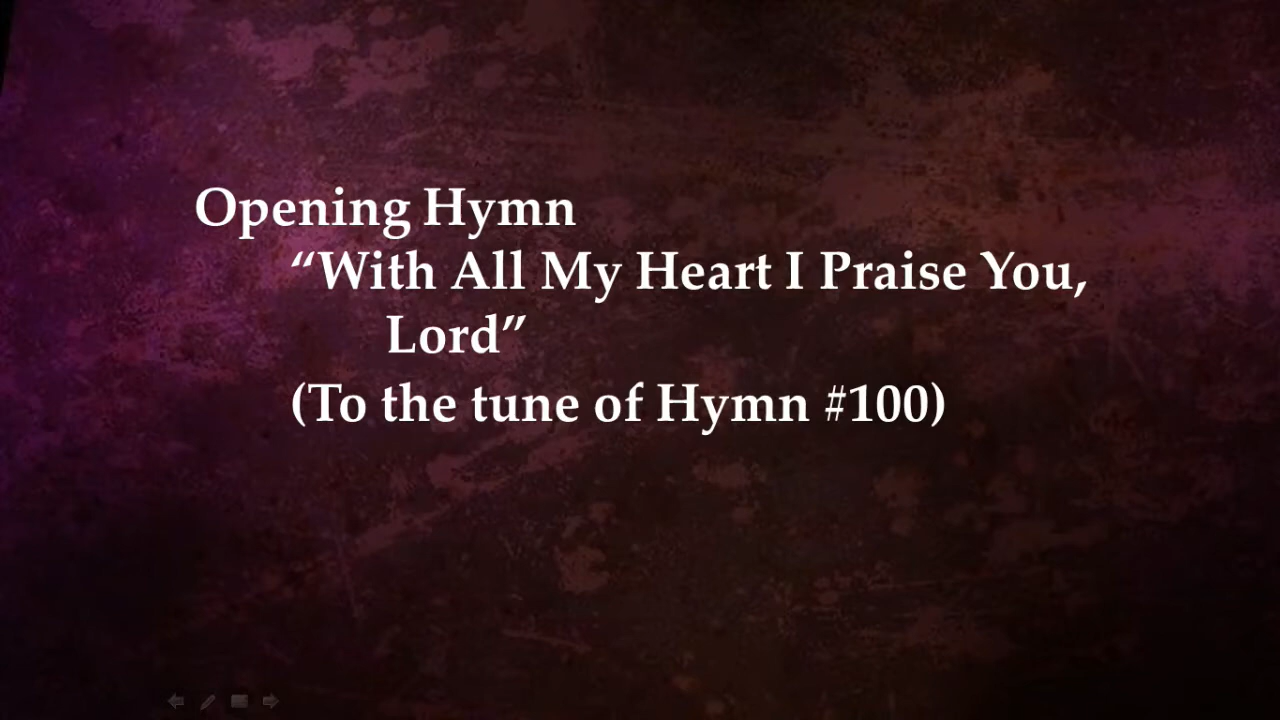 Opening Hymn
“With All My Heart I Praise You,
Lord”
(To the tune of Hymn #100)